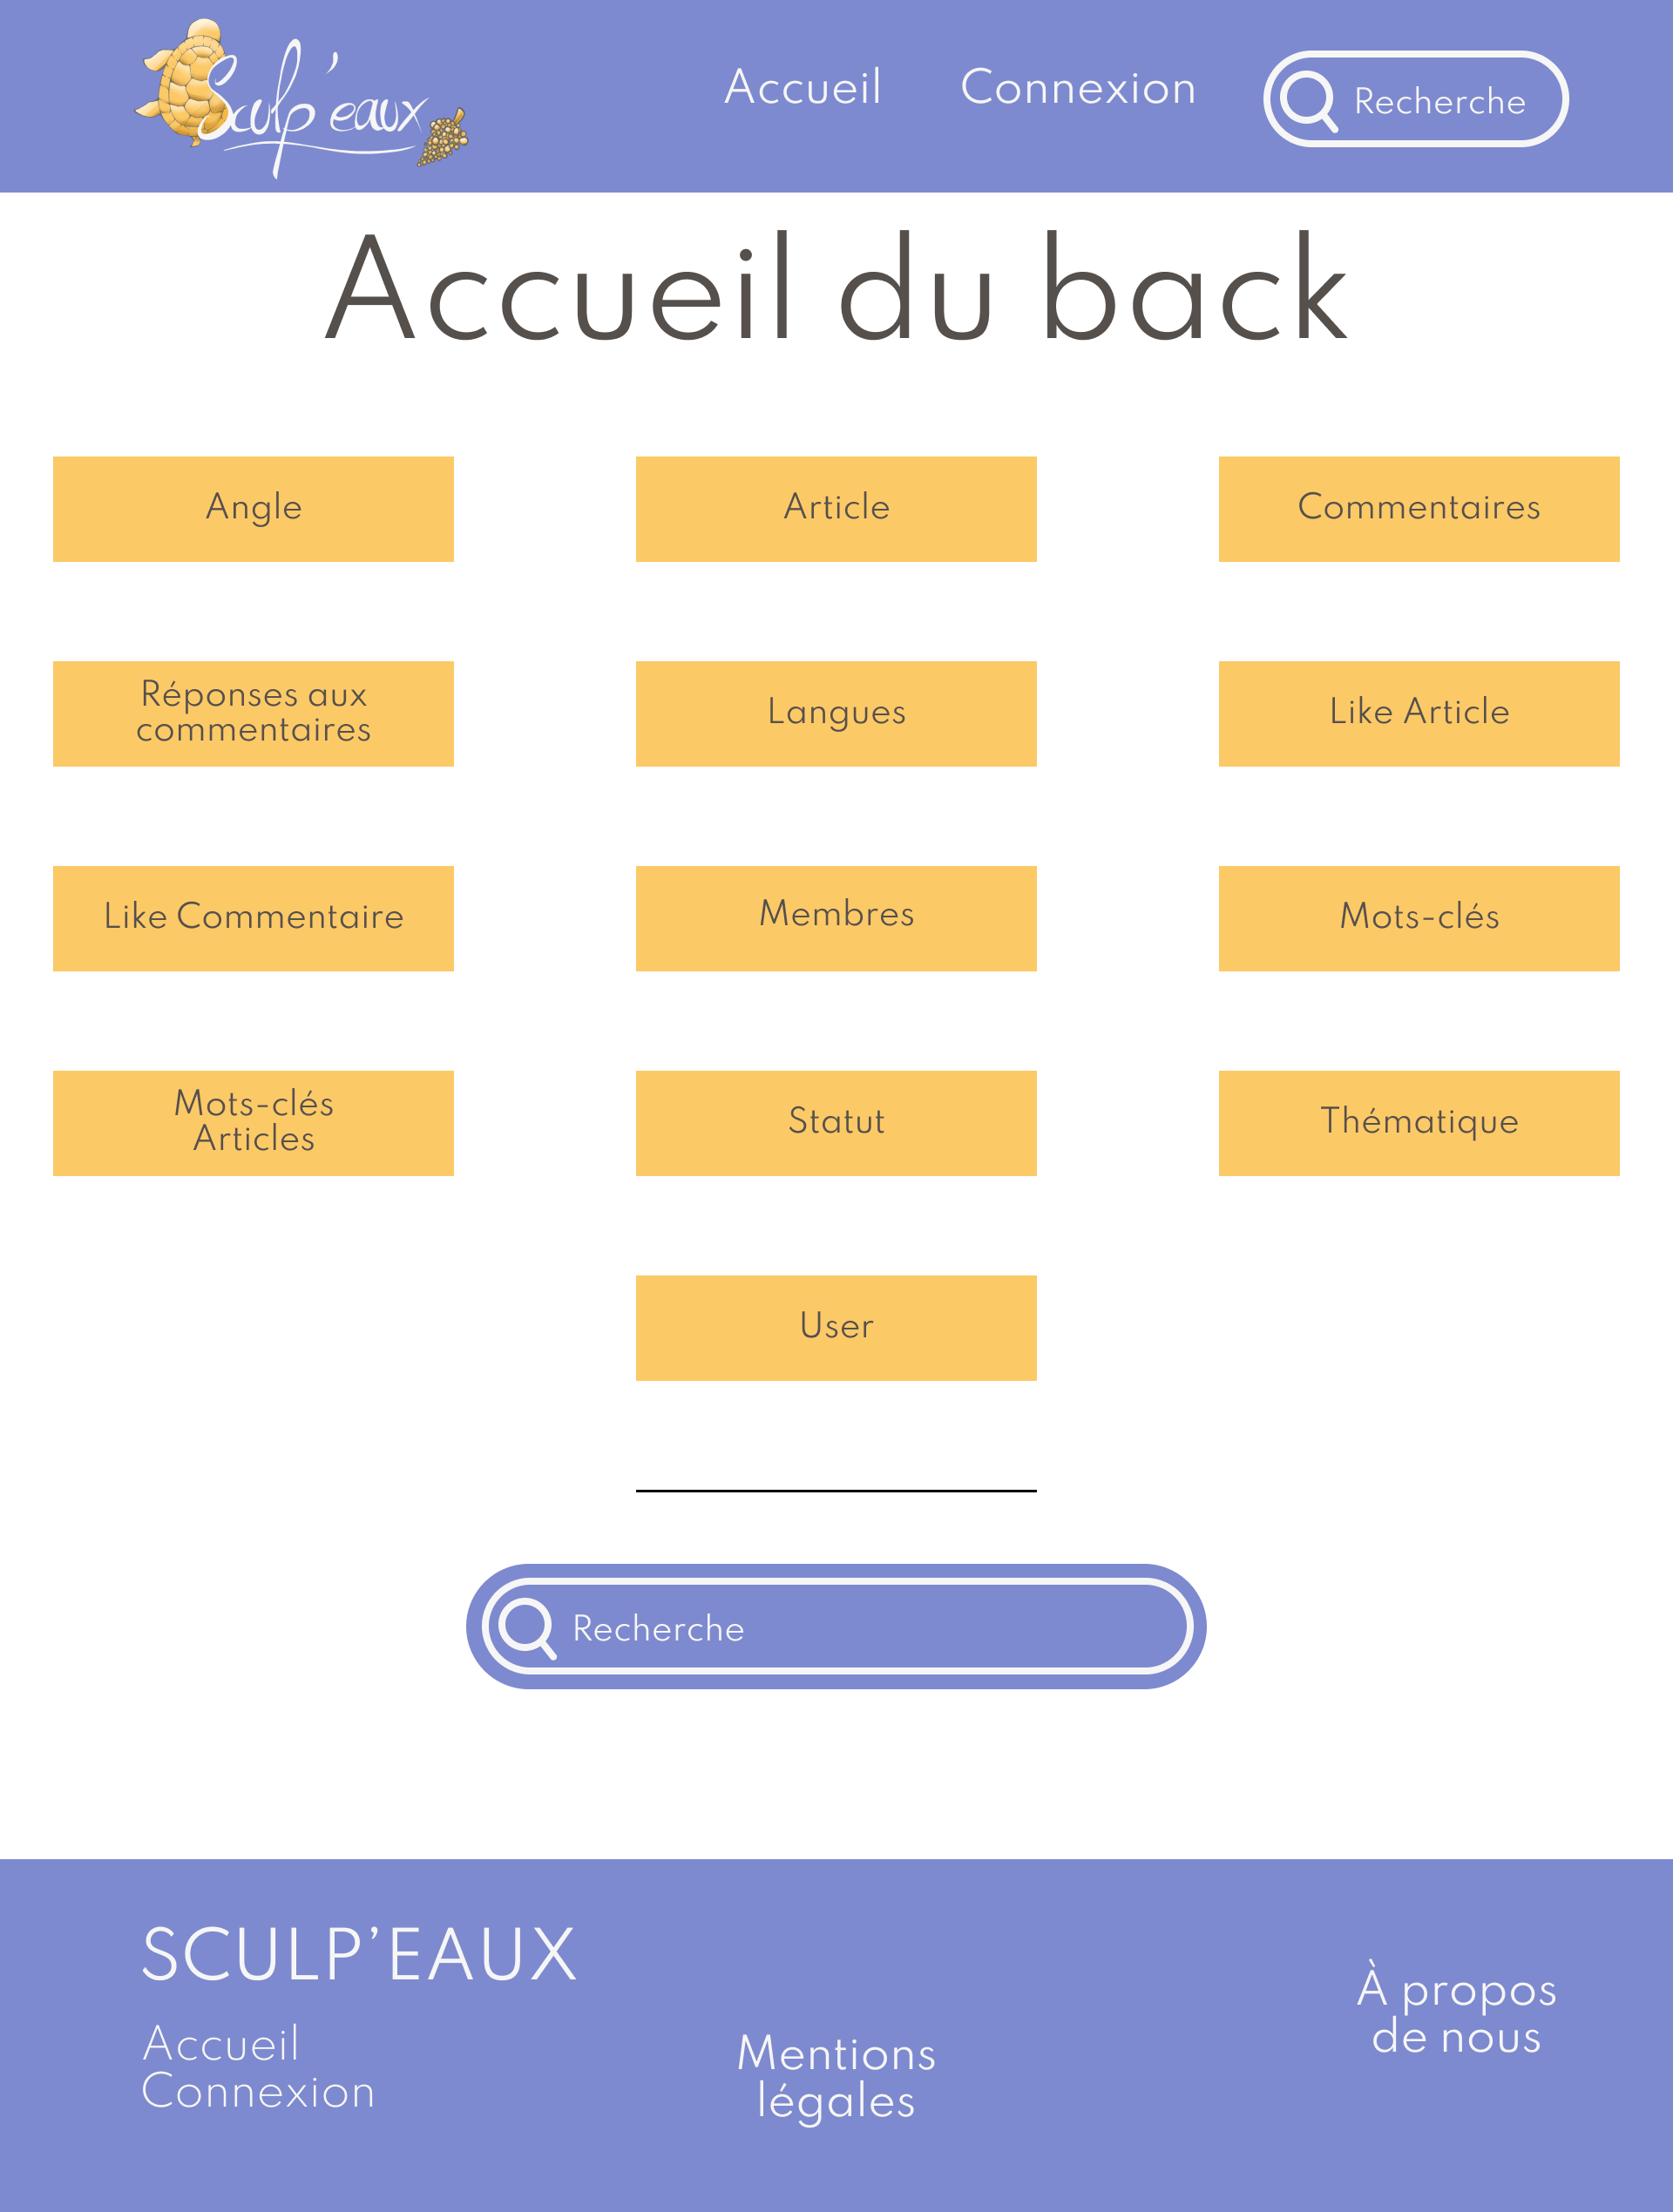 Sculp'eaux
Accueil
Connexion
Recherche
Accueil du back
Angle
Article
Commentaires
Réponses aux
commentaires
Langues
Like Article
Like Commentaire
Membres
Mots-clés
Mots-clés
Articles
Statut
Thématique
User
Recherche
SCULP’EAUX
Accueil
Connexion
Mentions
légales
À propos
de nous